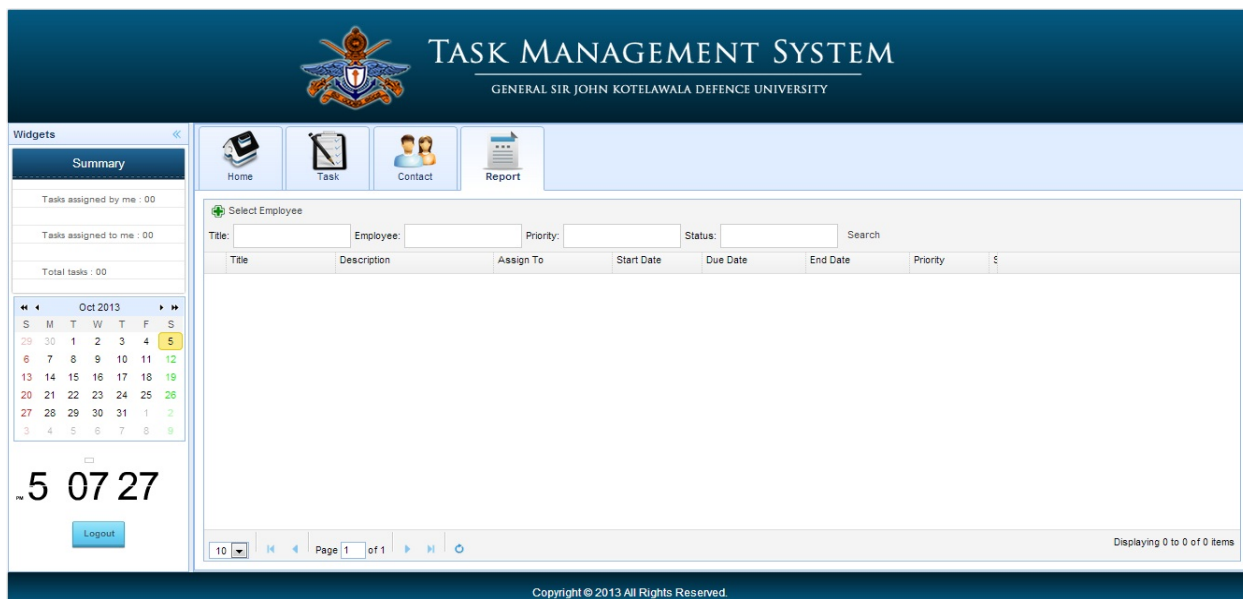 TASK MANAGEMENT SYSTEM
GENERAL SIR JOHN KOTELAWALA DEFENCE UNIVERSITY
Widgets «
Summary
Tasks assigned by me : 00
Tasks assigned to me : 00
Total tasks : 00
Oct 2013
S M T W T F S
29 30 1 2 3 4 5
6 7 8 9 10 11 12
13 14 15 16 17 18 19
20 21 22 23 24 25 26
27 28 29 30 31 1 2
3 4 5 6 7 8 9
PM 5 07 27
Logout
Home Task Contact Report
Select Employee
Title: Employee: Priority: Status: Search
Title Description Assign To Start Date Due Date End Date Priority
10 Page 1 of 1 Displaying 0 to 0 of 0 items
Copyright © 2013 All Rights Reserved.